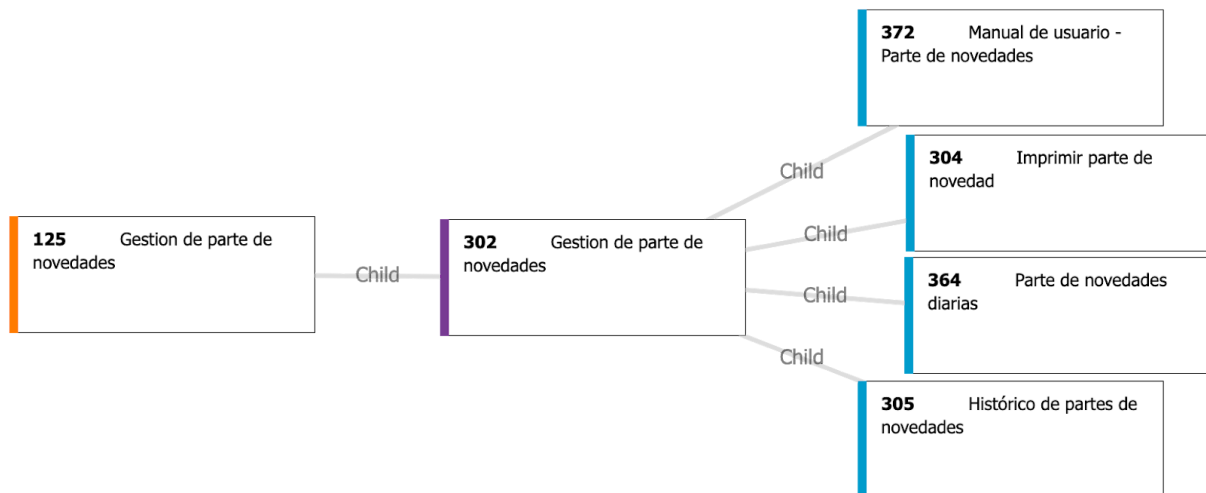 372 Manual de usuario -
Parte de novedades
Child
304 Imprimir parte de
novedad
Child
125 Gestion de parte de
novedades
Child
302 Gestion de parte de
novedades
364 Parte de novedades
diarias
Child
Child
305 Histórico de partes de
novedades